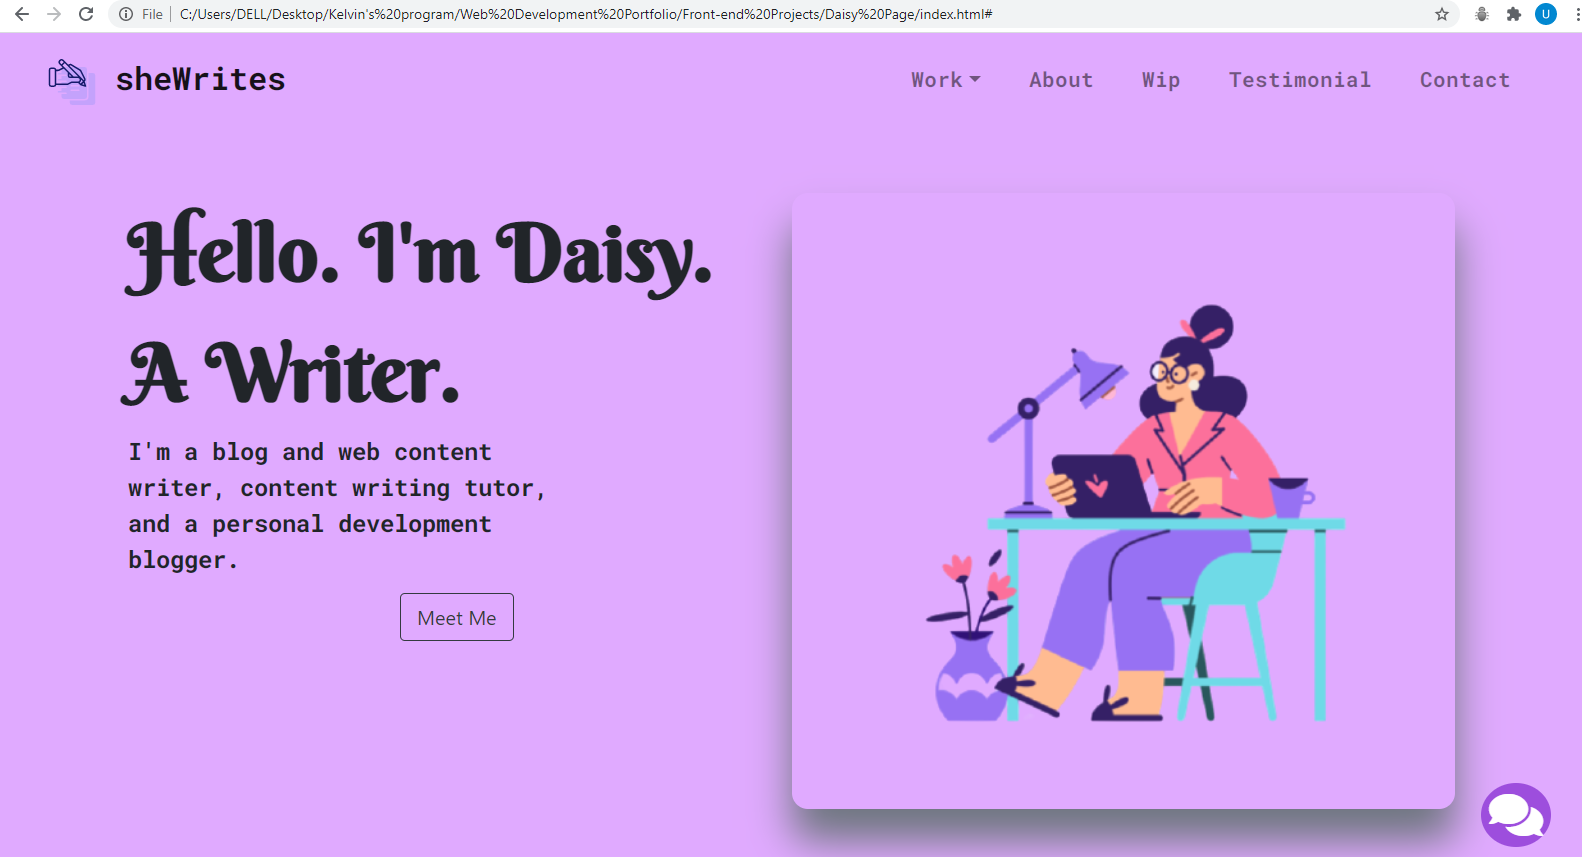 File | C:/Users/DELL/Desktop/Kelvin's%20program/Web%20Development%20Portfolio/Front-end%20Projects/Daisy%20Page/index.html#
U
sheWrites
Work About Wip Testimonial Contact
Hello. I'm Daisy.
A Writer.
I'm a blog and web content
writer, content writing tutor,
and a personal development
blogger.
Meet Me